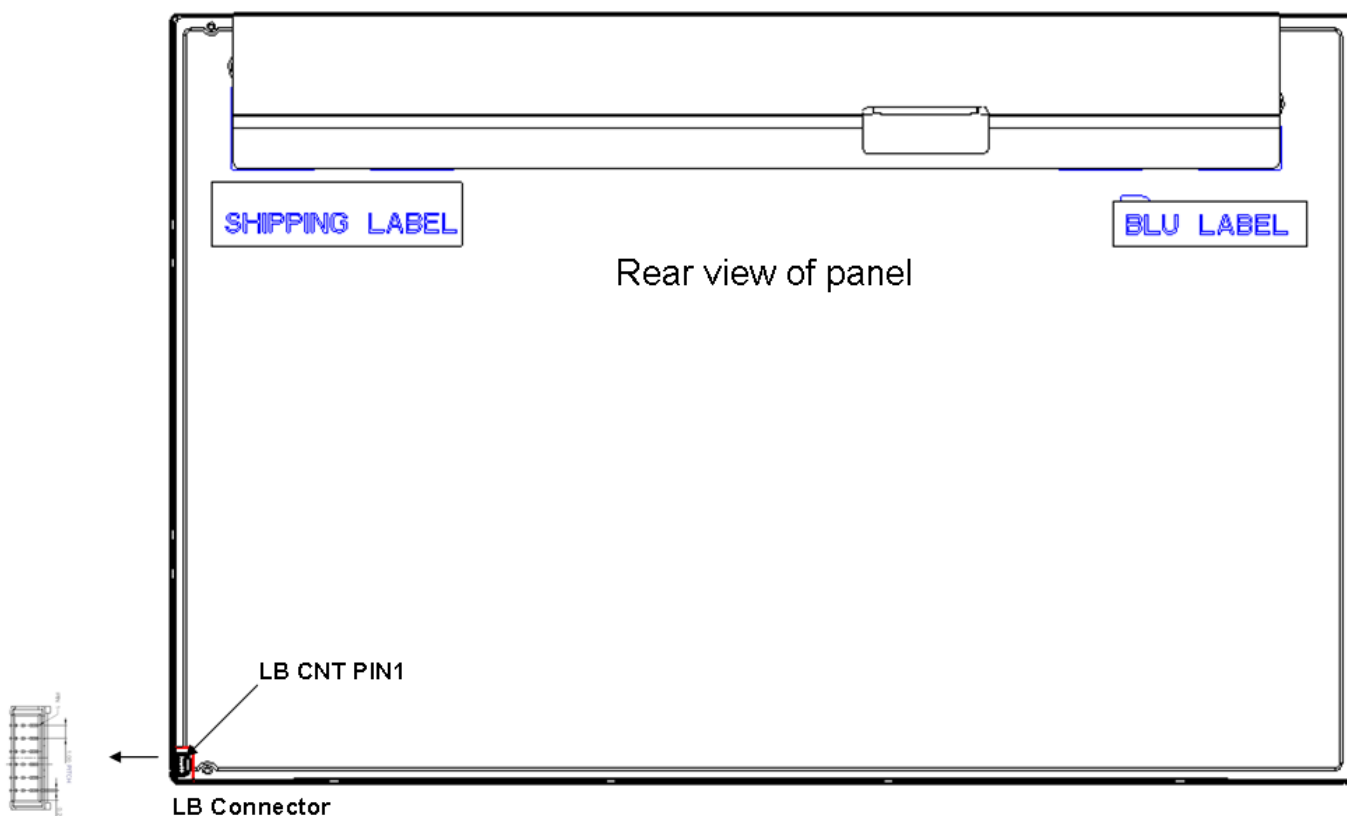 SHIPPING LABEL
BLU LABEL
Rear view of panel
LB CNT PIN1
LB Connector